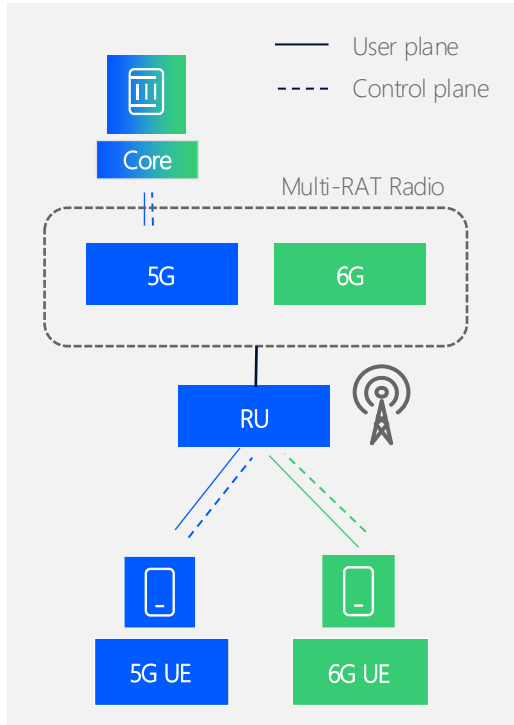 User plane
Control plane
Core
Multi-RAT Radio
5G
6G
RU
5G UE
6G UE